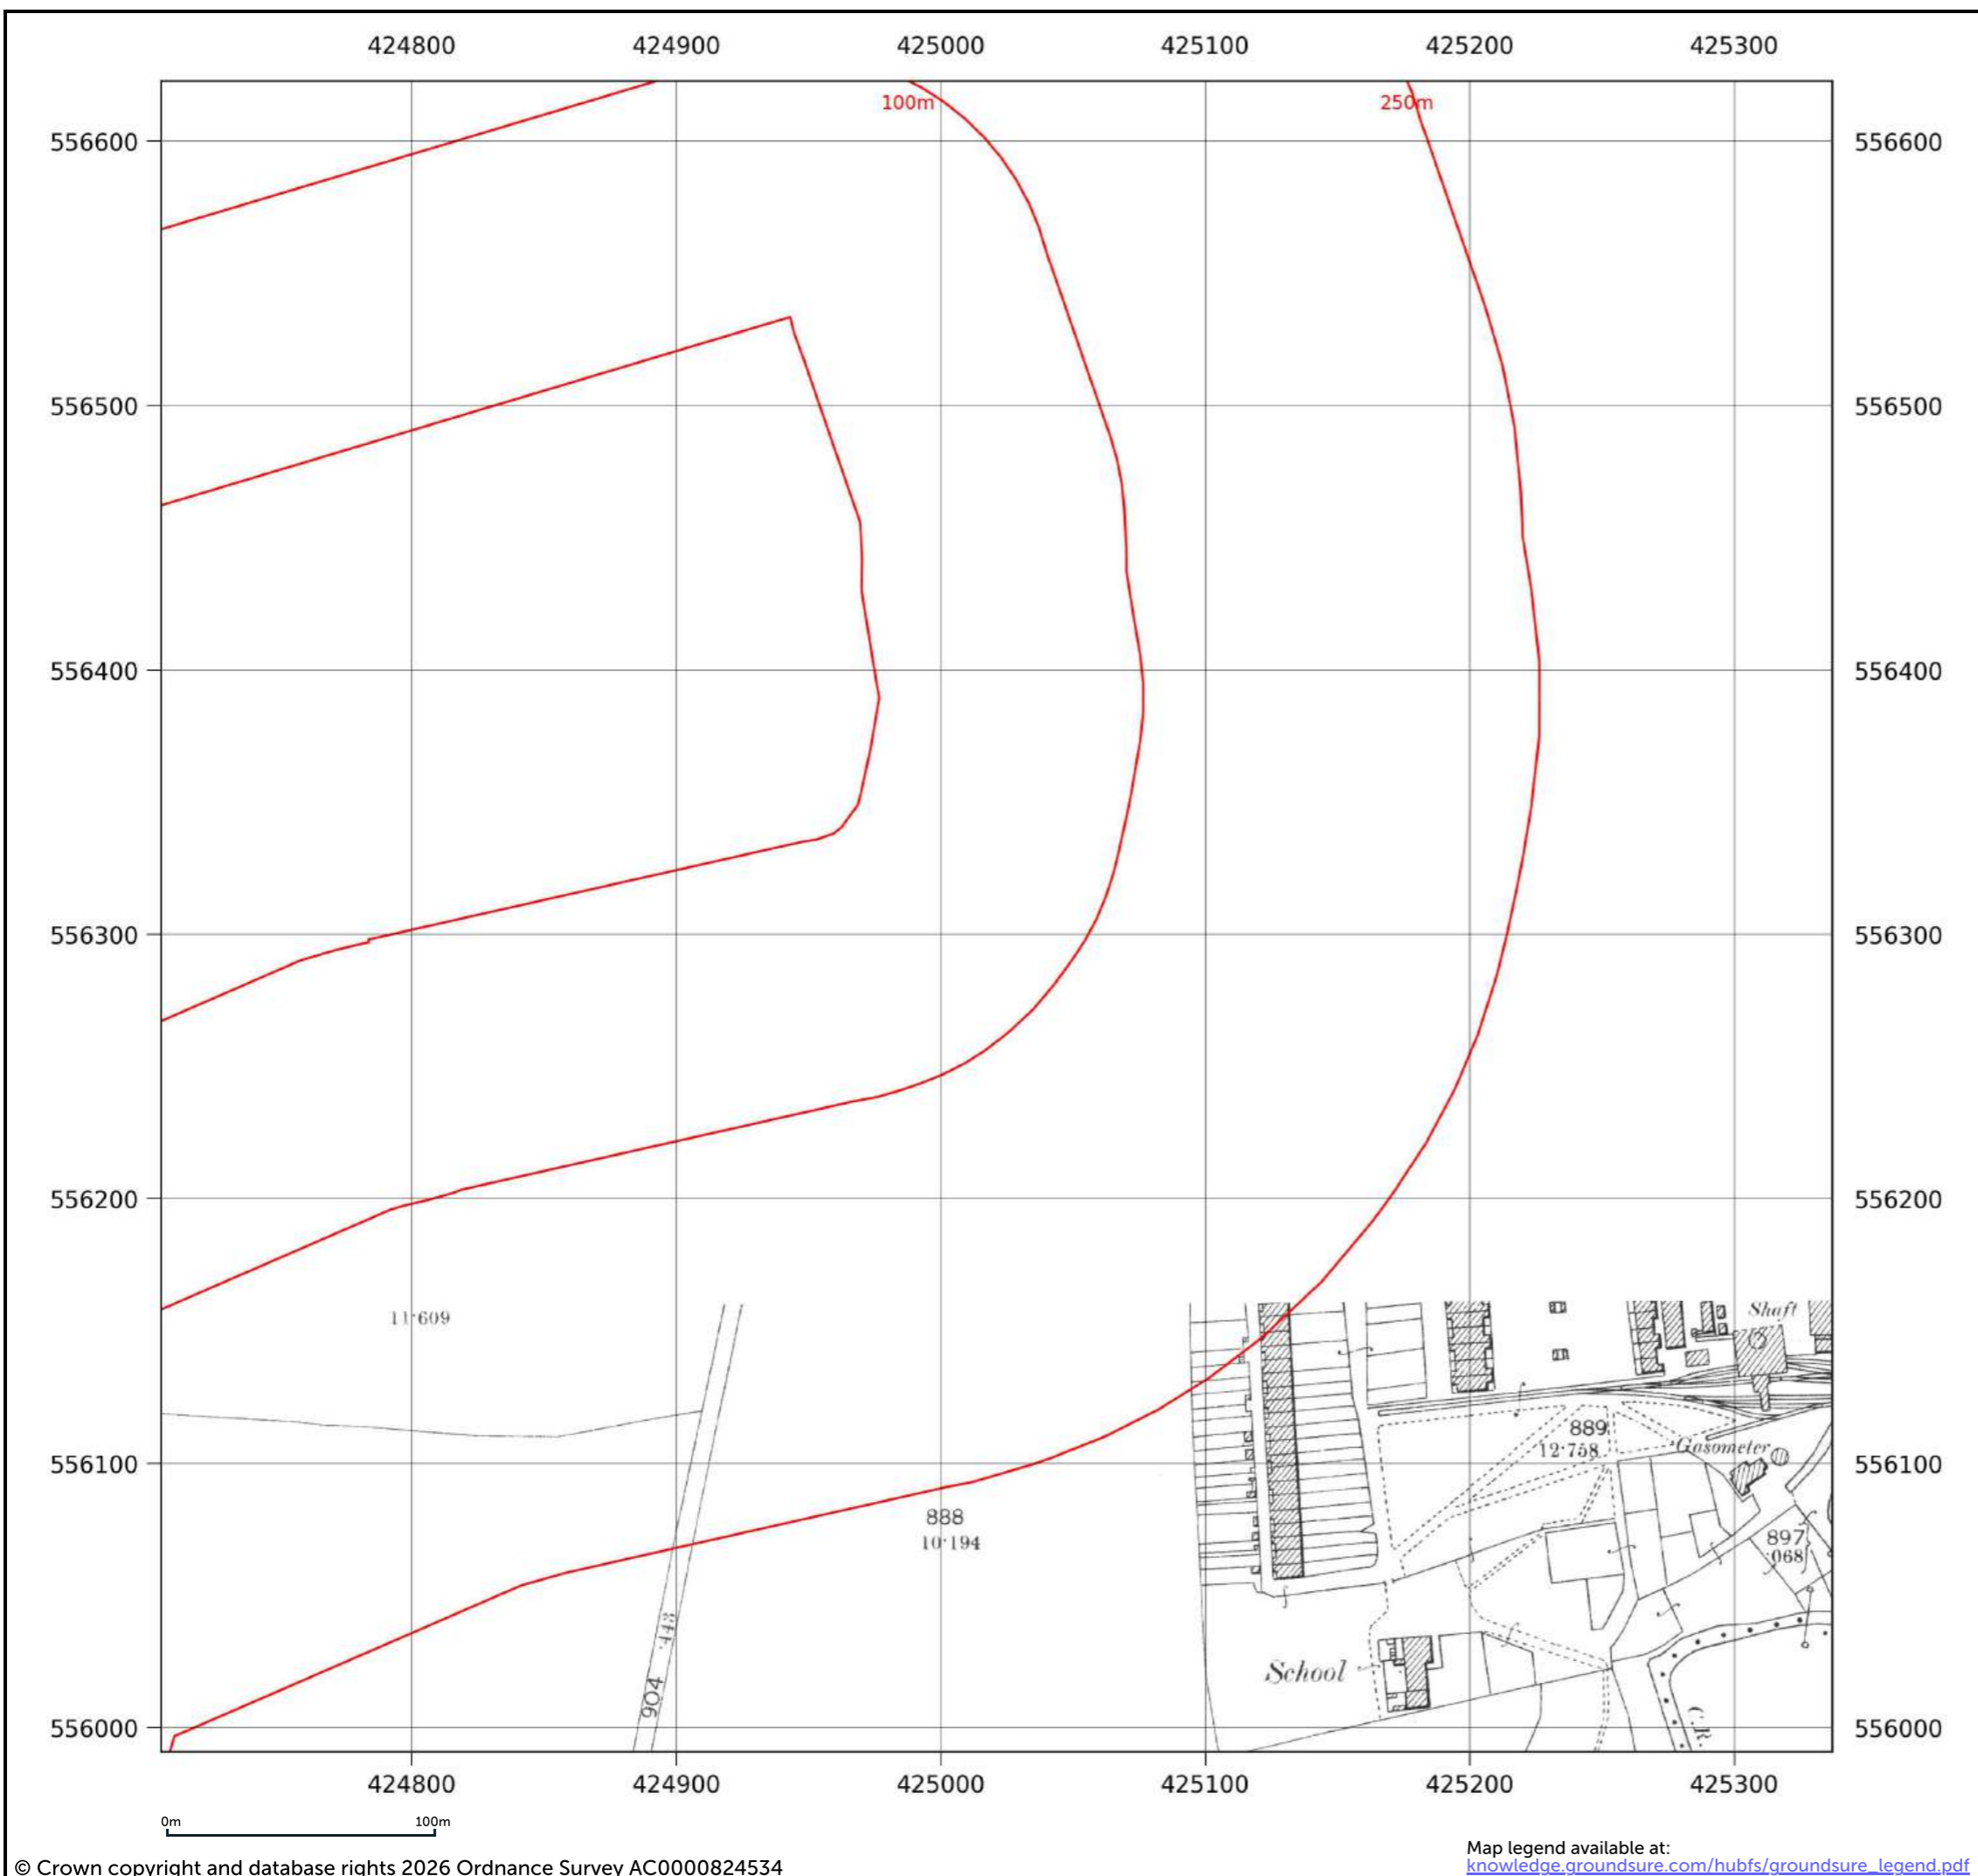 424800 424900 425000 425100 425200 425300
100m 250m
556600 556600
556500 556500
556400 556400
556300 556300
556200 556200
11·609
Shaft
889
12·758
Gasometer
556100 556100
888
10·194
897
·068
·443
904
School
C.R.
556000 556000
424800 424900 425000 425100 425200 425300
0m 100m
Map legend available at:
knowledge.groundsure.com/hubfs/groundsure_legend.pdf
© Crown copyright and database rights 2026 Ordnance Survey AC0000824534